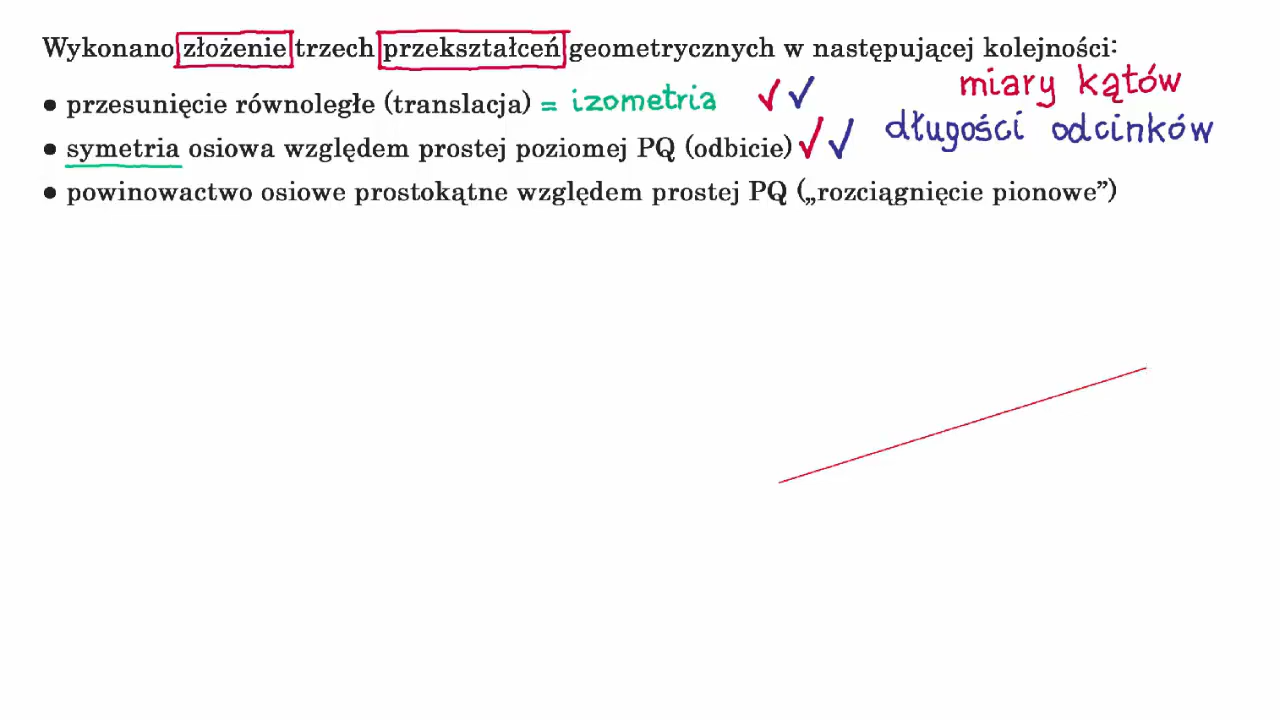 Wykonano złożenie trzech przekształceń geometrycznych w następującej kolejności:
• przesunięcie równoległe (translacja) = izometria ✓✓ miary kątów
długości odcinków
• symetria osiowa względem prostej poziomej PQ (odbicie) ✓✓
• powinowactwo osiowe prostokątne względem prostej PQ („rozciągnięcie pionowe”)